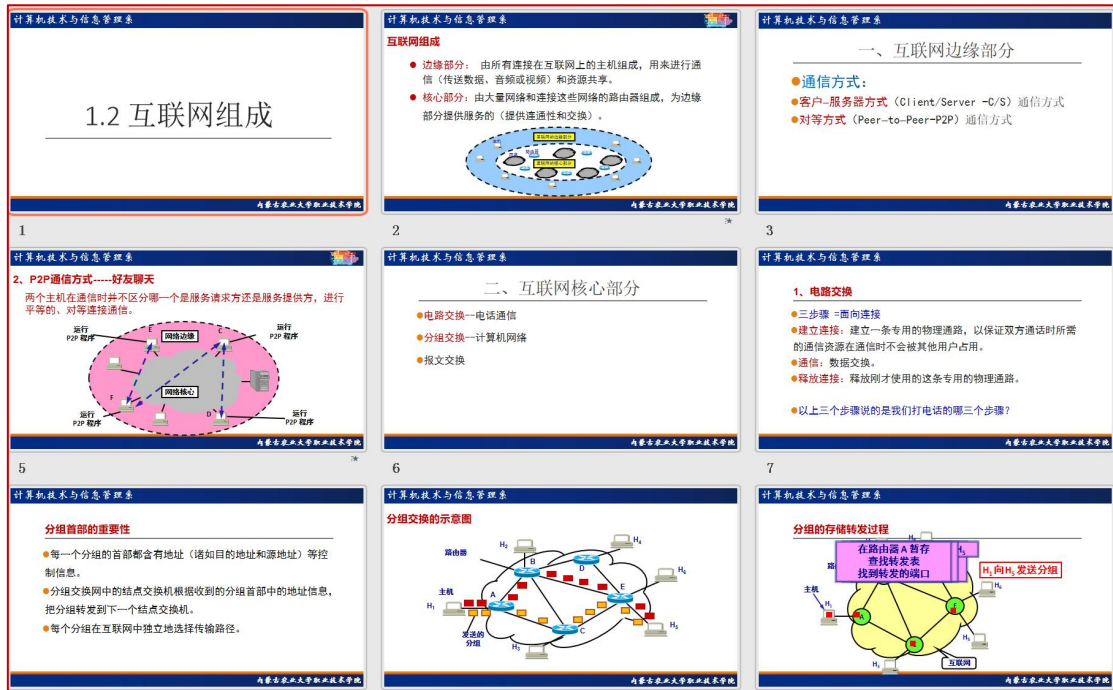 计算机技术与信息管理系
1.2 互联网组成
内蒙古农业大学职业技术学院
1
计算机技术与信息管理系
互联网组成
● 边缘部分： 由所有连接在互联网上的主机组成，用来进行通
信（传送数据、音频或视频）和资源共享。
● 核心部分：由大量网络和连接这些网络的路由器组成，为边缘
部分提供服务的（提供连通性和交换）。
互联网的边缘部分
路由器
互联网的核心部分
内蒙古农业大学职业技术学院
2
计算机技术与信息管理系
一、互联网边缘部分
●通信方式：
●客户–服务器方式（Client/Server -C/S）通信方式
●对等方式（Peer–to–Peer-P2P）通信方式
内蒙古农业大学职业技术学院
3
计算机技术与信息管理系
2、P2P通信方式-----好友聊天
两个主机在通信时并不区分哪一个是服务请求方还是服务提供方，进行
平等的、对等连接通信。
运行
P2P 程序
E
网络边缘
C
运行
P2P 程序
网络核心
F
运行
P2P 程序
D
运行
P2P 程序
内蒙古农业大学职业技术学院
5
计算机技术与信息管理系
二、互联网核心部分
●电路交换--电话通信
●分组交换--计算机网络
●报文交换
内蒙古农业大学职业技术学院
6
计算机技术与信息管理系
1、电路交换
●三步骤 =面向连接
●建立连接：建立一条专用的物理通路，以保证双方通话时所需
的通信资源在通信时不会被其他用户占用。
●通信：数据交换。
●释放连接：释放刚才使用的这条专用的物理通路。
●以上三个步骤说的是我们打电话的哪三个步骤？
内蒙古农业大学职业技术学院
7
计算机技术与信息管理系
分组首部的重要性
●每一个分组的首部都含有地址（诸如目的地址和源地址）等控
制信息。
●分组交换网中的结点交换机根据收到的分组首部中的地址信息，
把分组转发到下一个结点交换机。
●每个分组在互联网中独立地选择传输路径。
内蒙古农业大学职业技术学院
计算机技术与信息管理系
分组交换的示意图
路由器
H2
B
D
H4
主机
H1
A
E
H6
发送的
分组
H3
C
H5
内蒙古农业大学职业技术学院
计算机技术与信息管理系
分组的存储转发过程
在路由器 A 暂存
查找转发表
找到转发的端口
H1 向 H5 发送分组
主机
H1
A
E
H6
H5
互联网
内蒙古农业大学职业技术学院